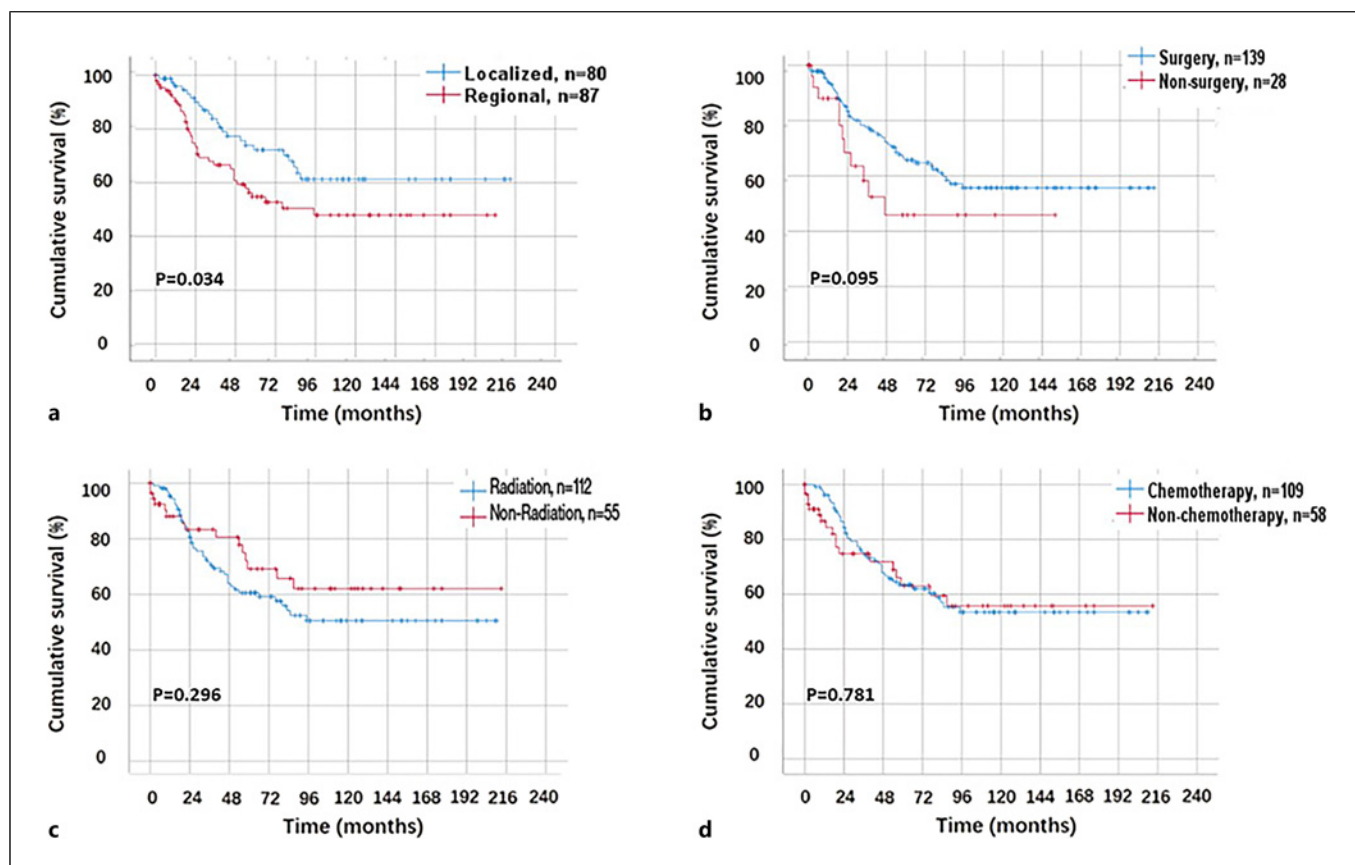 Localized, n=80
Regional, n=87
Cumulative survival (%)
100
80
60
40
20
0
P=0.034
0 24 48 72 96 120 144 168 192 216 240
Time (months)
a
Surgery, n=139
Non-surgery, n=28
Cumulative survival (%)
100
80
60
40
20
0
P=0.095
0 24 48 72 96 120 144 168 192 216 240
Time (months)
b
Radiation, n=112
Non-Radiation, n=55
Cumulative survival (%)
100
80
60
40
20
0
P=0.296
0 24 48 72 96 120 144 168 192 216 240
Time (months)
c
Chemotherapy, n=109
Non-chemotherapy, n=58
Cumulative survival (%)
100
80
60
40
20
0
P=0.781
0 24 48 72 96 120 144 168 192 216 240
Time (months)
d